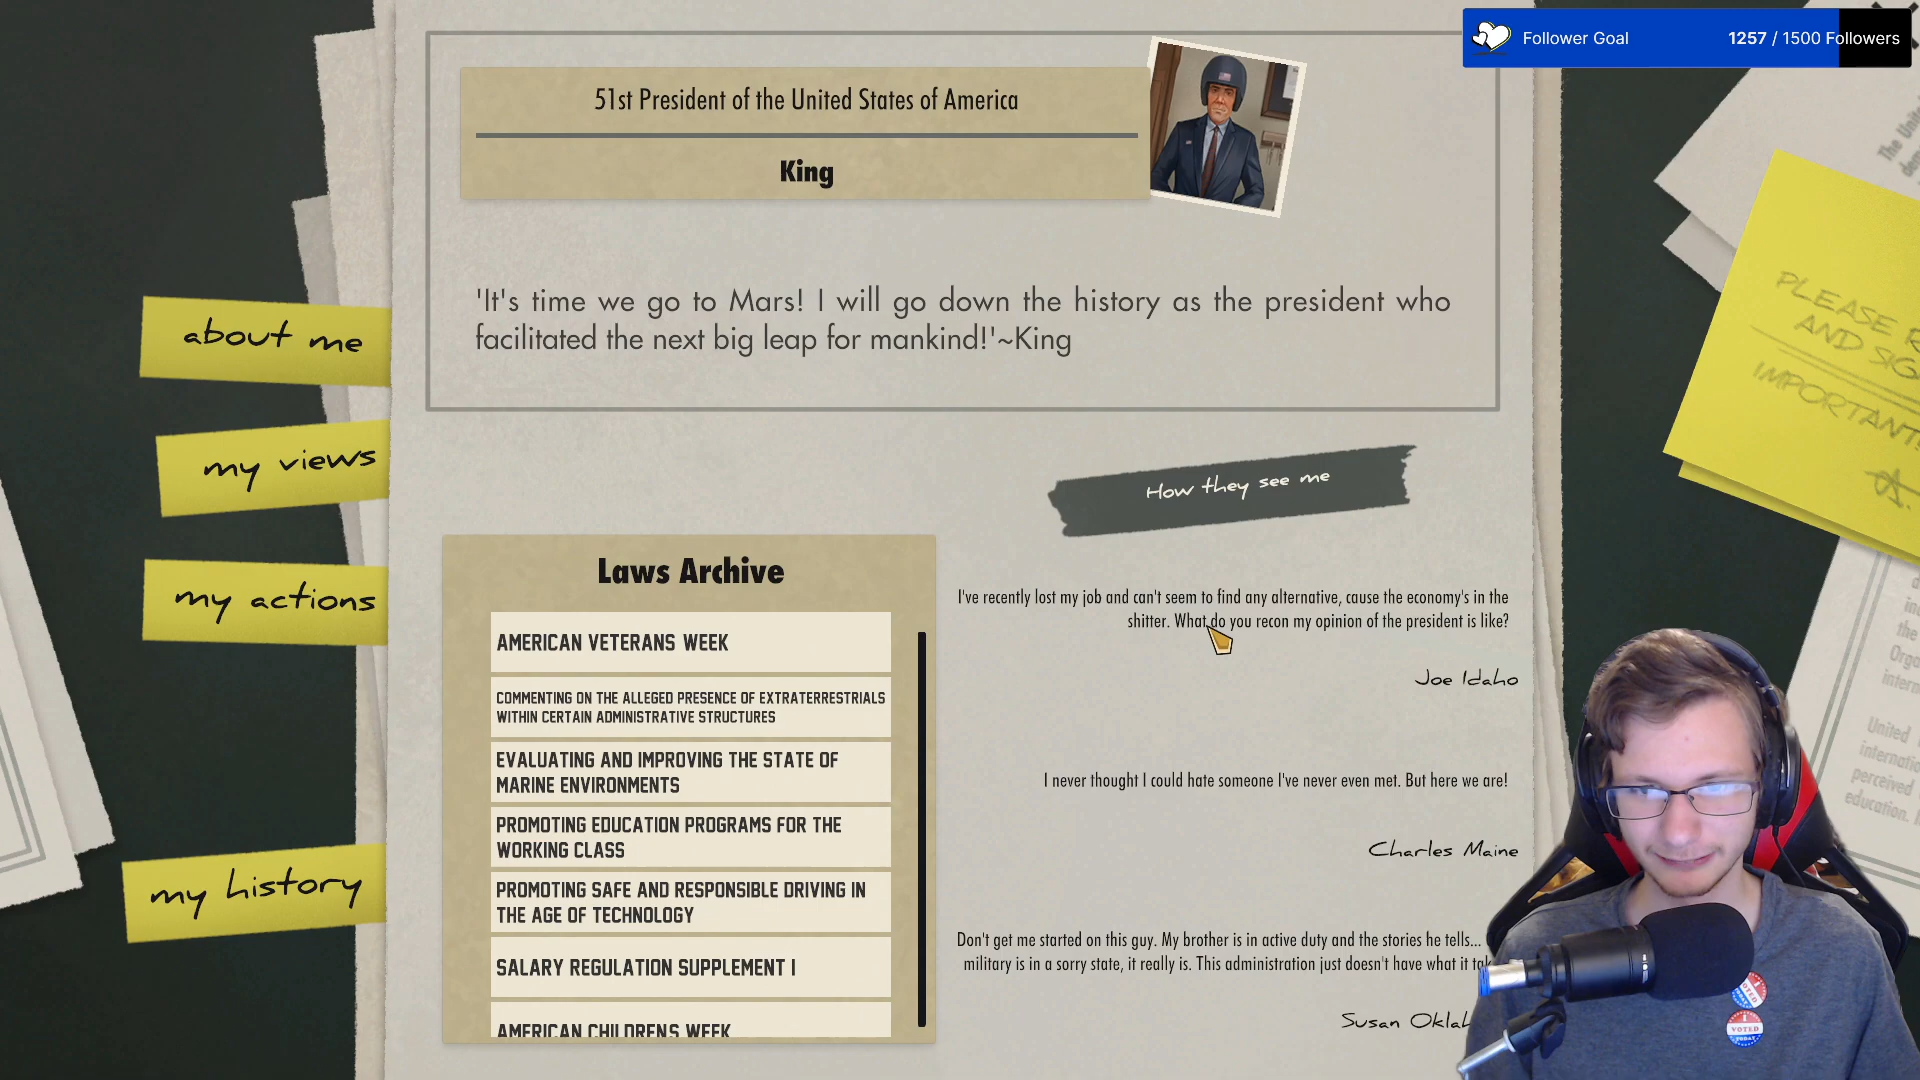 Follower Goal 1257 / 1500 Followers
51st President of the United States of America
King
'It's time we go to Mars! I will go down the history as the president who
facilitated the next big leap for mankind!'~King
about me
my views
my actions
my history
How they see me
Laws Archive
AMERICAN VETERANS WEEK
COMMENTING ON THE ALLEGED PRESENCE OF EXTRATERRESTRIALS
WITHIN CERTAIN ADMINISTRATIVE STRUCTURES
EVALUATING AND IMPROVING THE STATE OF
MARINE ENVIRONMENTS
PROMOTING EDUCATION PROGRAMS FOR THE
WORKING CLASS
PROMOTING SAFE AND RESPONSIBLE DRIVING IN
THE AGE OF TECHNOLOGY
SALARY REGULATION SUPPLEMENT I
AMERICAN CHILDRENS WEEK
I've recently lost my job and can't seem to find any alternative, cause the economy's in the
shitter. What do you recon my opinion of the president is like?
Joe Idaho
I never thought I could hate someone I've never even met. But here we are!
Charles Maine
Don't get me started on this guy. My brother is in active duty and the stories he tells...
military is in a sorry state, it really is. This administration just doesn't have what it
Susan
PLEASE
AND
IMPORTANT
The
United
perceived
education.
I VOTED TODAY